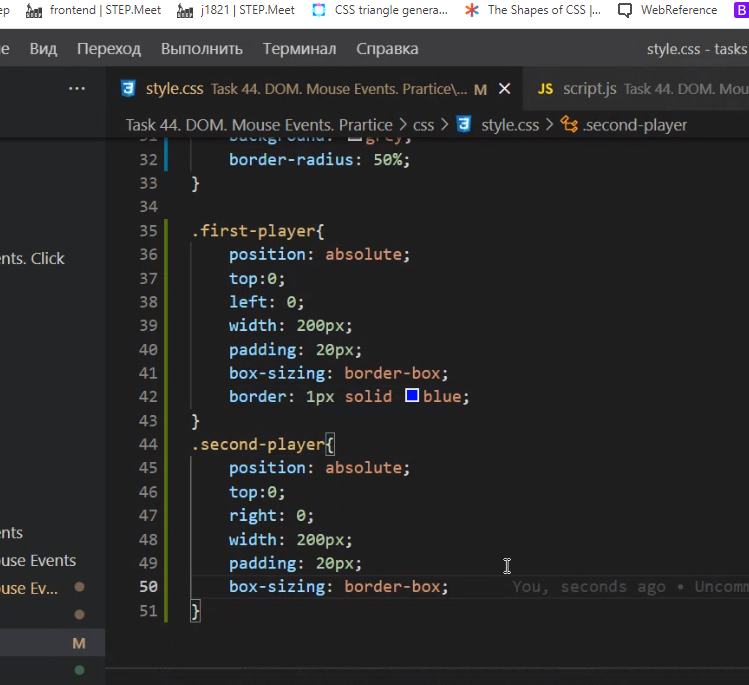 ep frontend | STEP.Meet j1821 | STEP.Meet CSS triangle genera... The Shapes of CSS |... WebReference B
е Вид Переход Выполнить Терминал Справка style.css - tasks
... style.css Task 44. DOM. Mouse Events. Prartice\... M JS script.js Task 44. DOM. Mou
Task 44. DOM. Mouse Events. Prartice > css > style.css > .second-player
31 background: grey;
32 border-radius: 50%;
33 }
34
35 .first-player{
36 position: absolute;
37 top:0;
38 left: 0;
39 width: 200px;
40 padding: 20px;
41 box-sizing: border-box;
42 border: 1px solid blue;
43 }
44 .second-player{
45 position: absolute;
46 top:0;
47 right: 0;
48 width: 200px;
49 padding: 20px;
50 box-sizing: border-box; You, seconds ago • Uncomm
51 }
ents. Click
ents
ouse Events
ouse Ev...
M